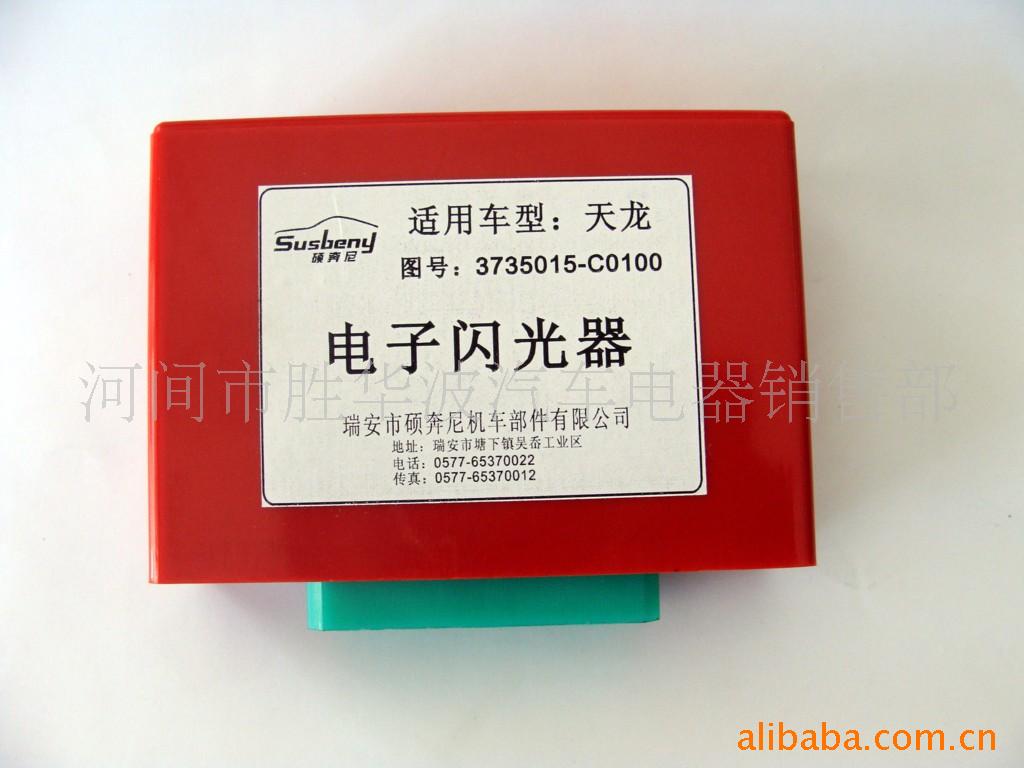 适用车型：天龙
Susbeny
硕奔尼
图号：3735015-C0100
电子闪光器
河间市胜华波汽车电器销售部
瑞安市硕奔尼机车部件有限公司
地址：瑞安市塘下镇吴岙工业区
电话：0577-65370022
传真：0577-65370012
alibaba.com.cn